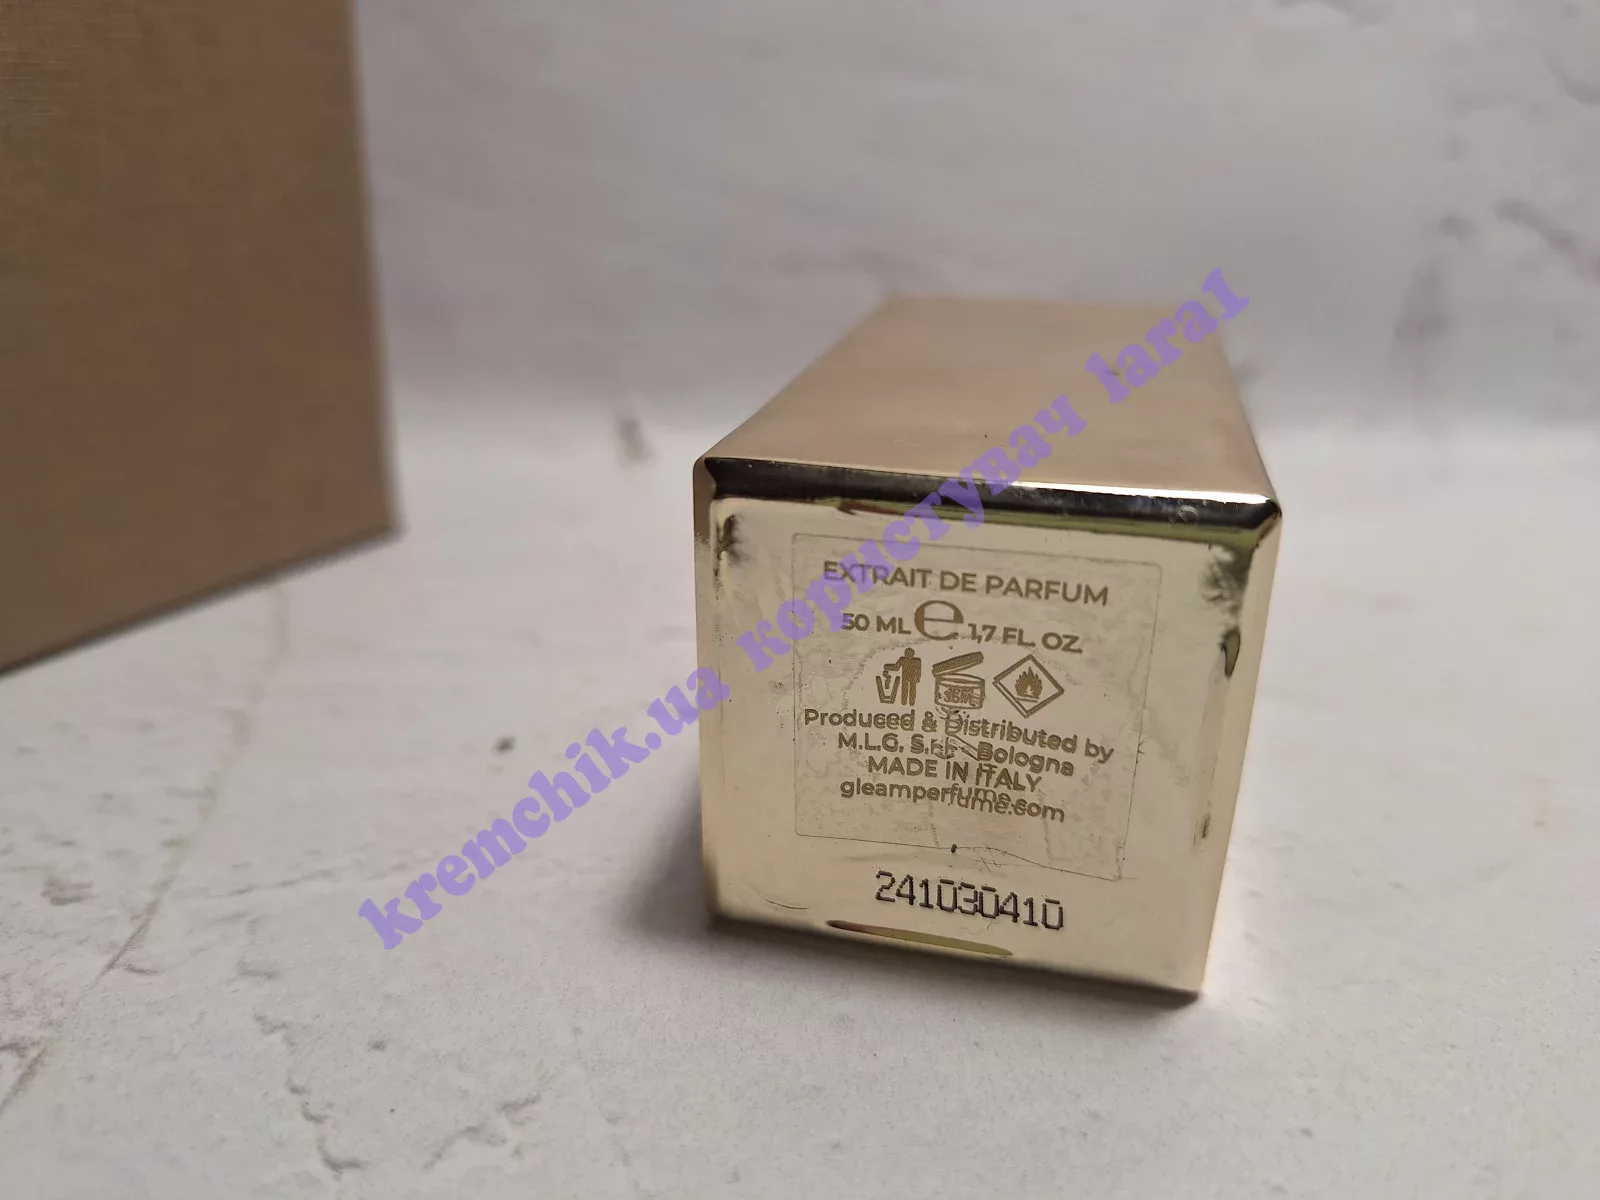 EXTRAIT DE PARFUM
50 ML e 1,7 FL. OZ
36M
Produced & Distributed by
M.L.G. S.r.l. - Bologna
MADE IN ITALY
gleamperfume.com
241030410
kremchik.ua користувач lara1